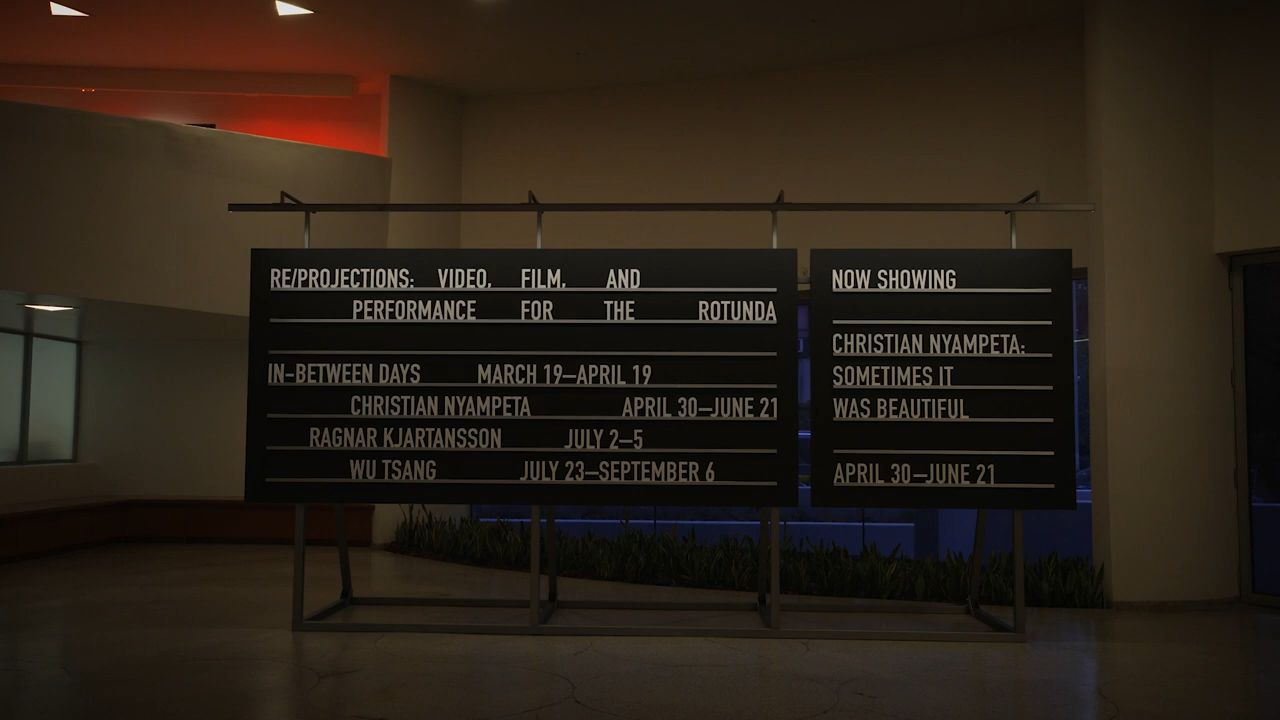 RE/PROJECTIONS: VIDEO, FILM, AND
PERFORMANCE FOR THE ROTUNDA
IN-BETWEEN DAYS MARCH 19–APRIL 19
CHRISTIAN NYAMPETA APRIL 30–JUNE 21
RAGNAR KJARTANSSON JULY 2–5
WU TSANG JULY 23–SEPTEMBER 6
NOW SHOWING
CHRISTIAN NYAMPETA:
SOMETIMES IT
WAS BEAUTIFUL
APRIL 30–JUNE 21